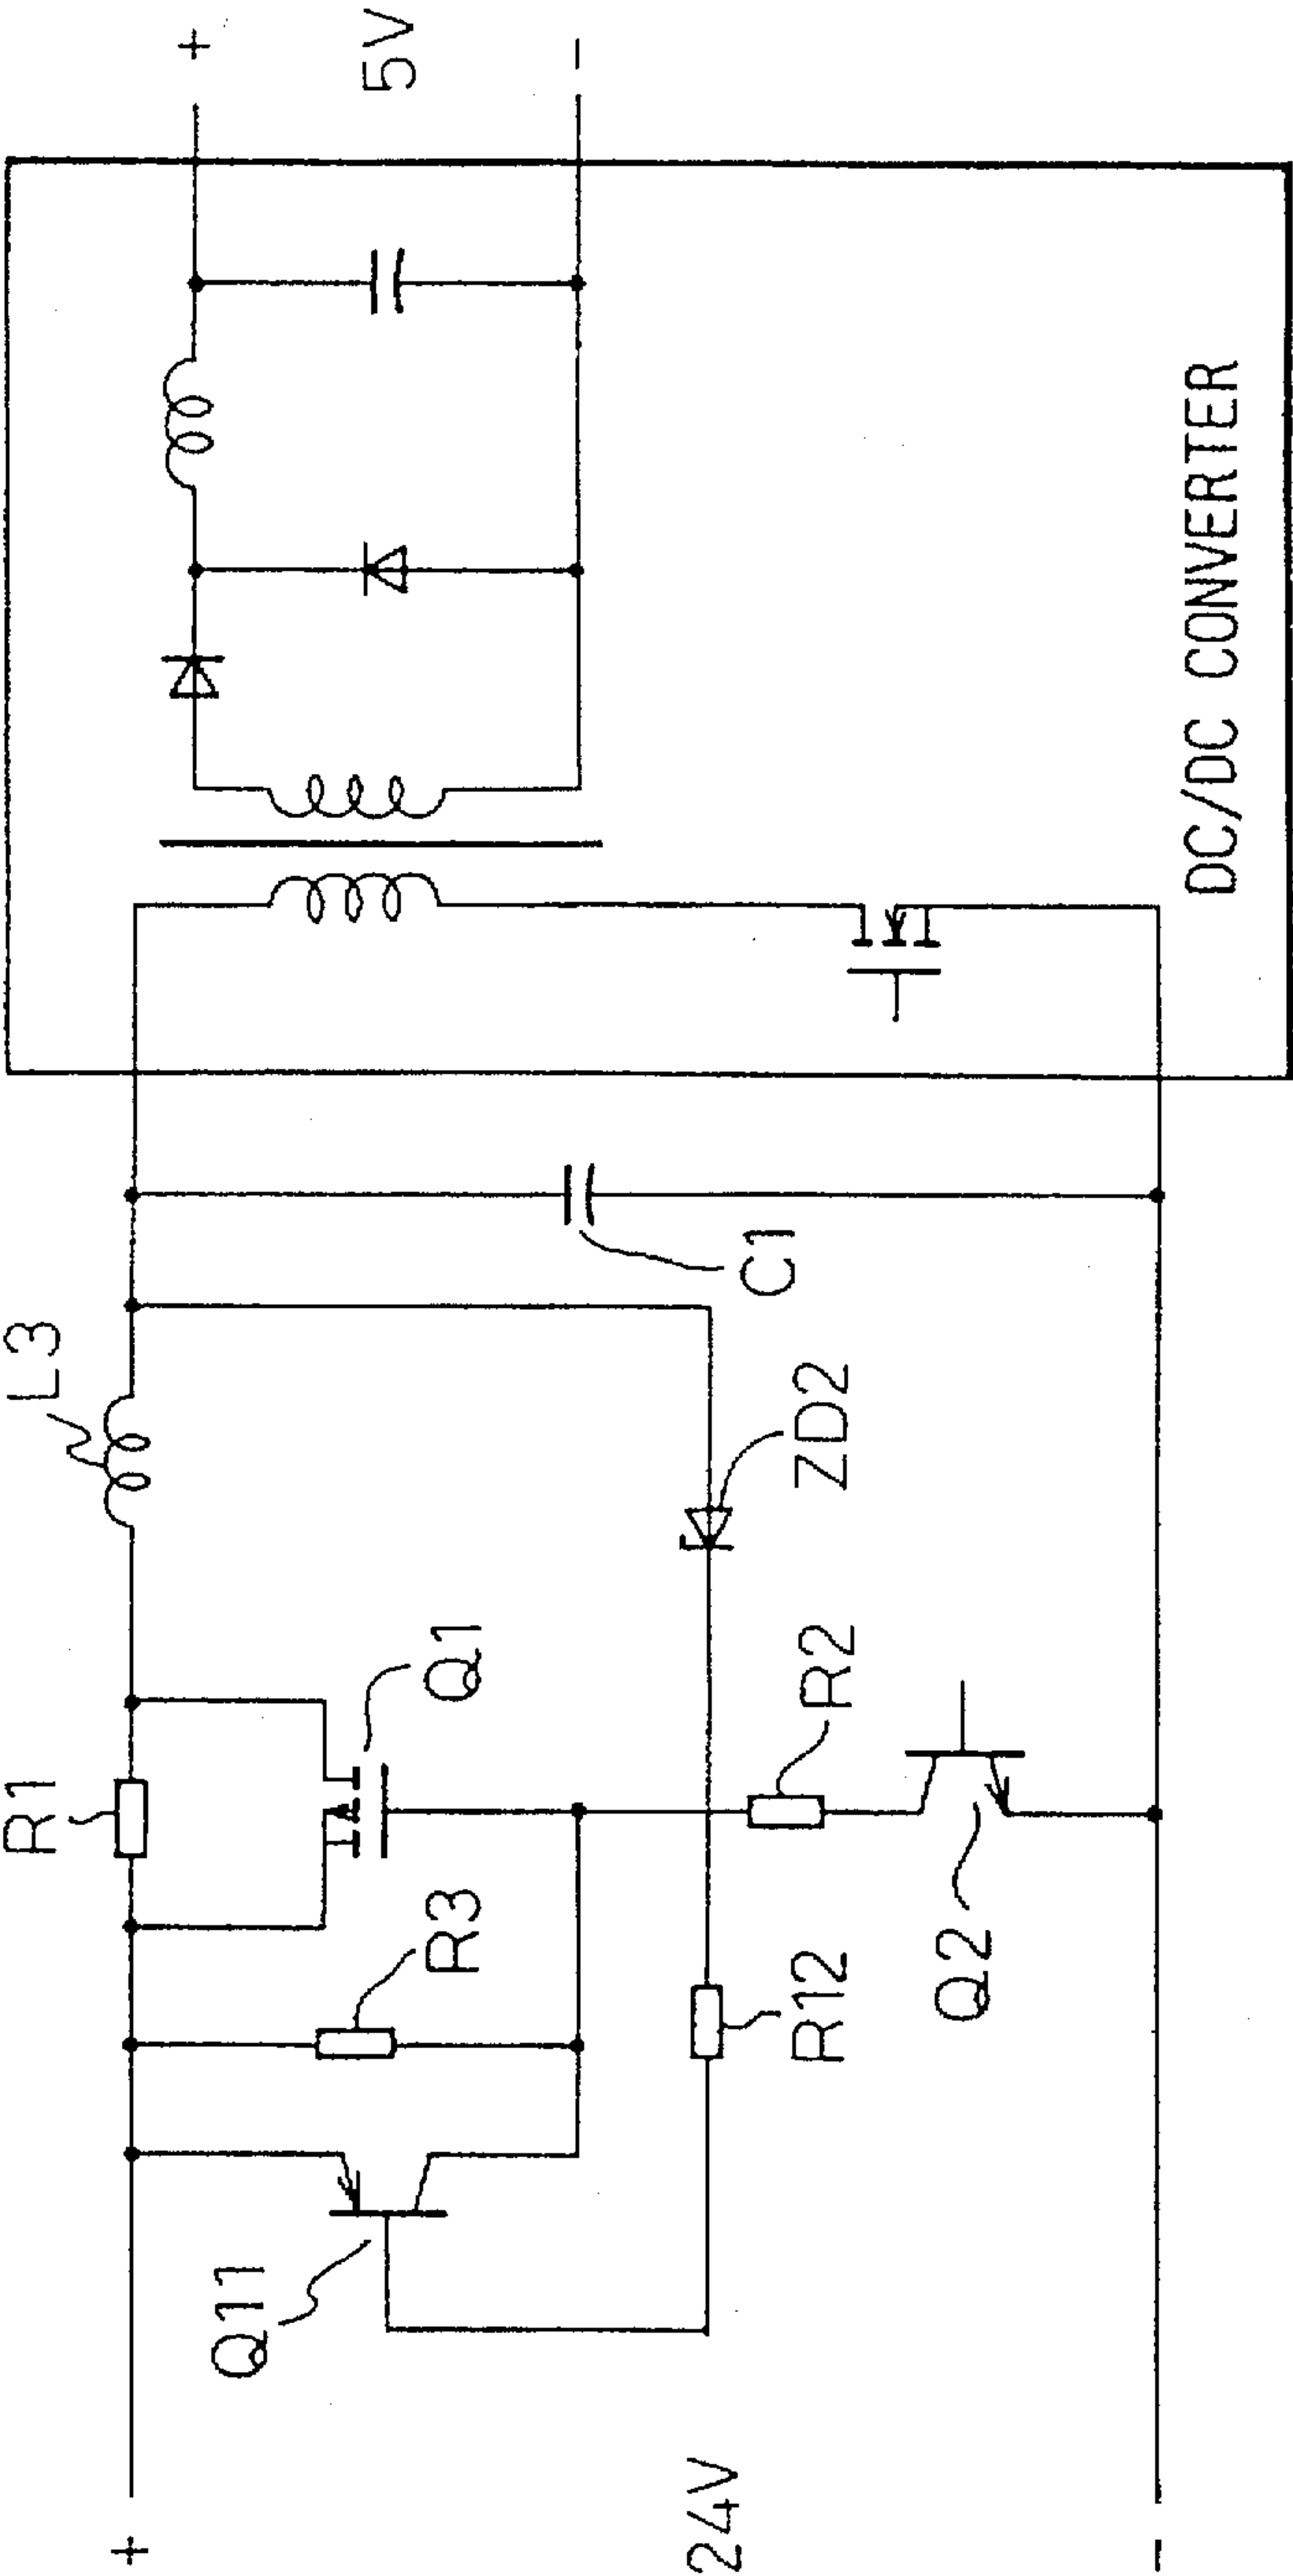 +
24V
-
Q11
R3
R1
Q1
L3
R12
R2
Q2
ZD2
C1
DC/DC CONVERTER
+
5V
-